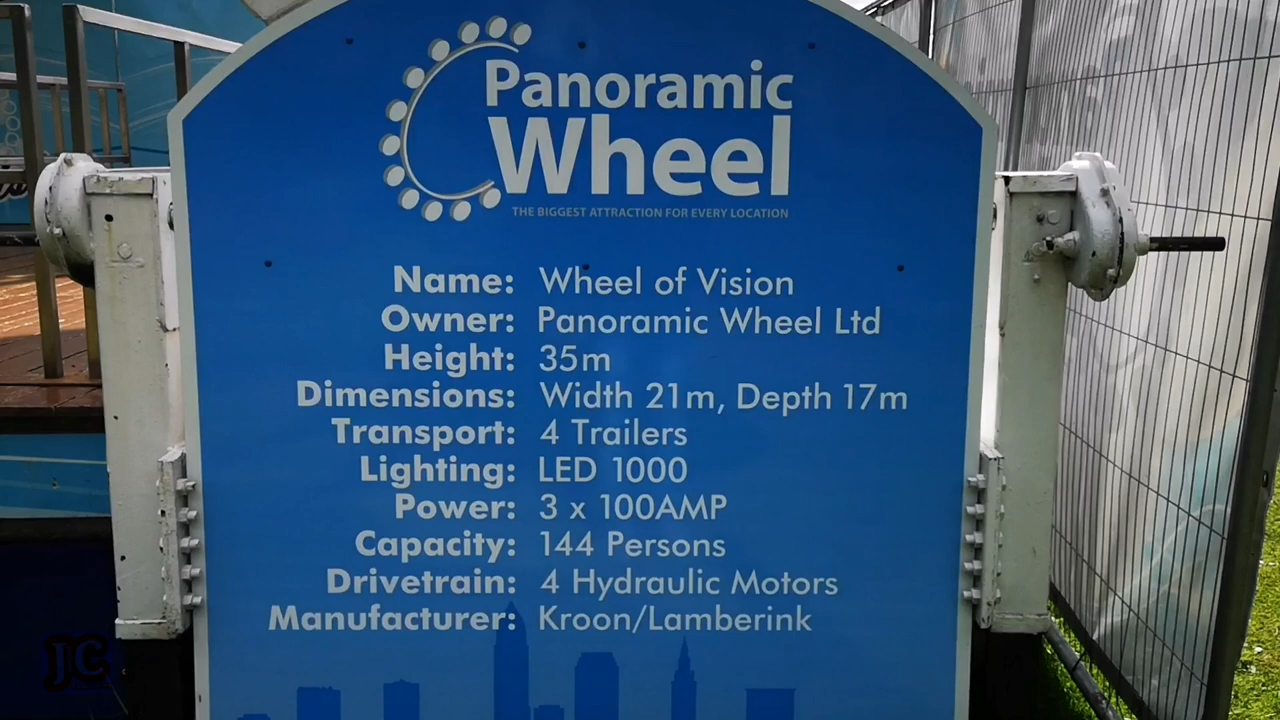 Panoramic
Wheel
THE BIGGEST ATTRACTION FOR EVERY LOCATION
Name: Wheel of Vision
Owner: Panoramic Wheel Ltd
Height: 35m
Dimensions: Width 21m, Depth 17m
Transport: 4 Trailers
Lighting: LED 1000
Power: 3 x 100AMP
Capacity: 144 Persons
Drivetrain: 4 Hydraulic Motors
Manufacturer: Kroon/Lamberink
JC